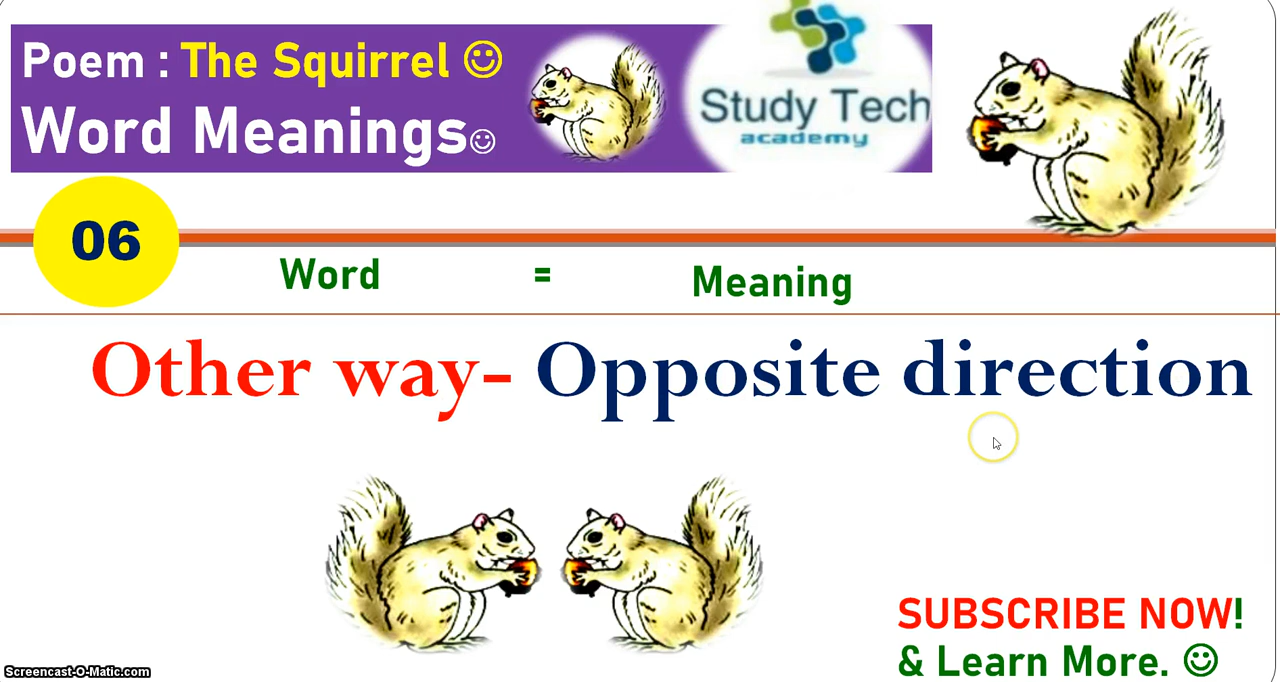 Poem : The Squirrel ☺
Word Meanings☺
Study Tech
academy
06
Word = Meaning
Other way- Opposite direction
SUBSCRIBE NOW!
& Learn More. ☺
Screencast-O-Matic.com